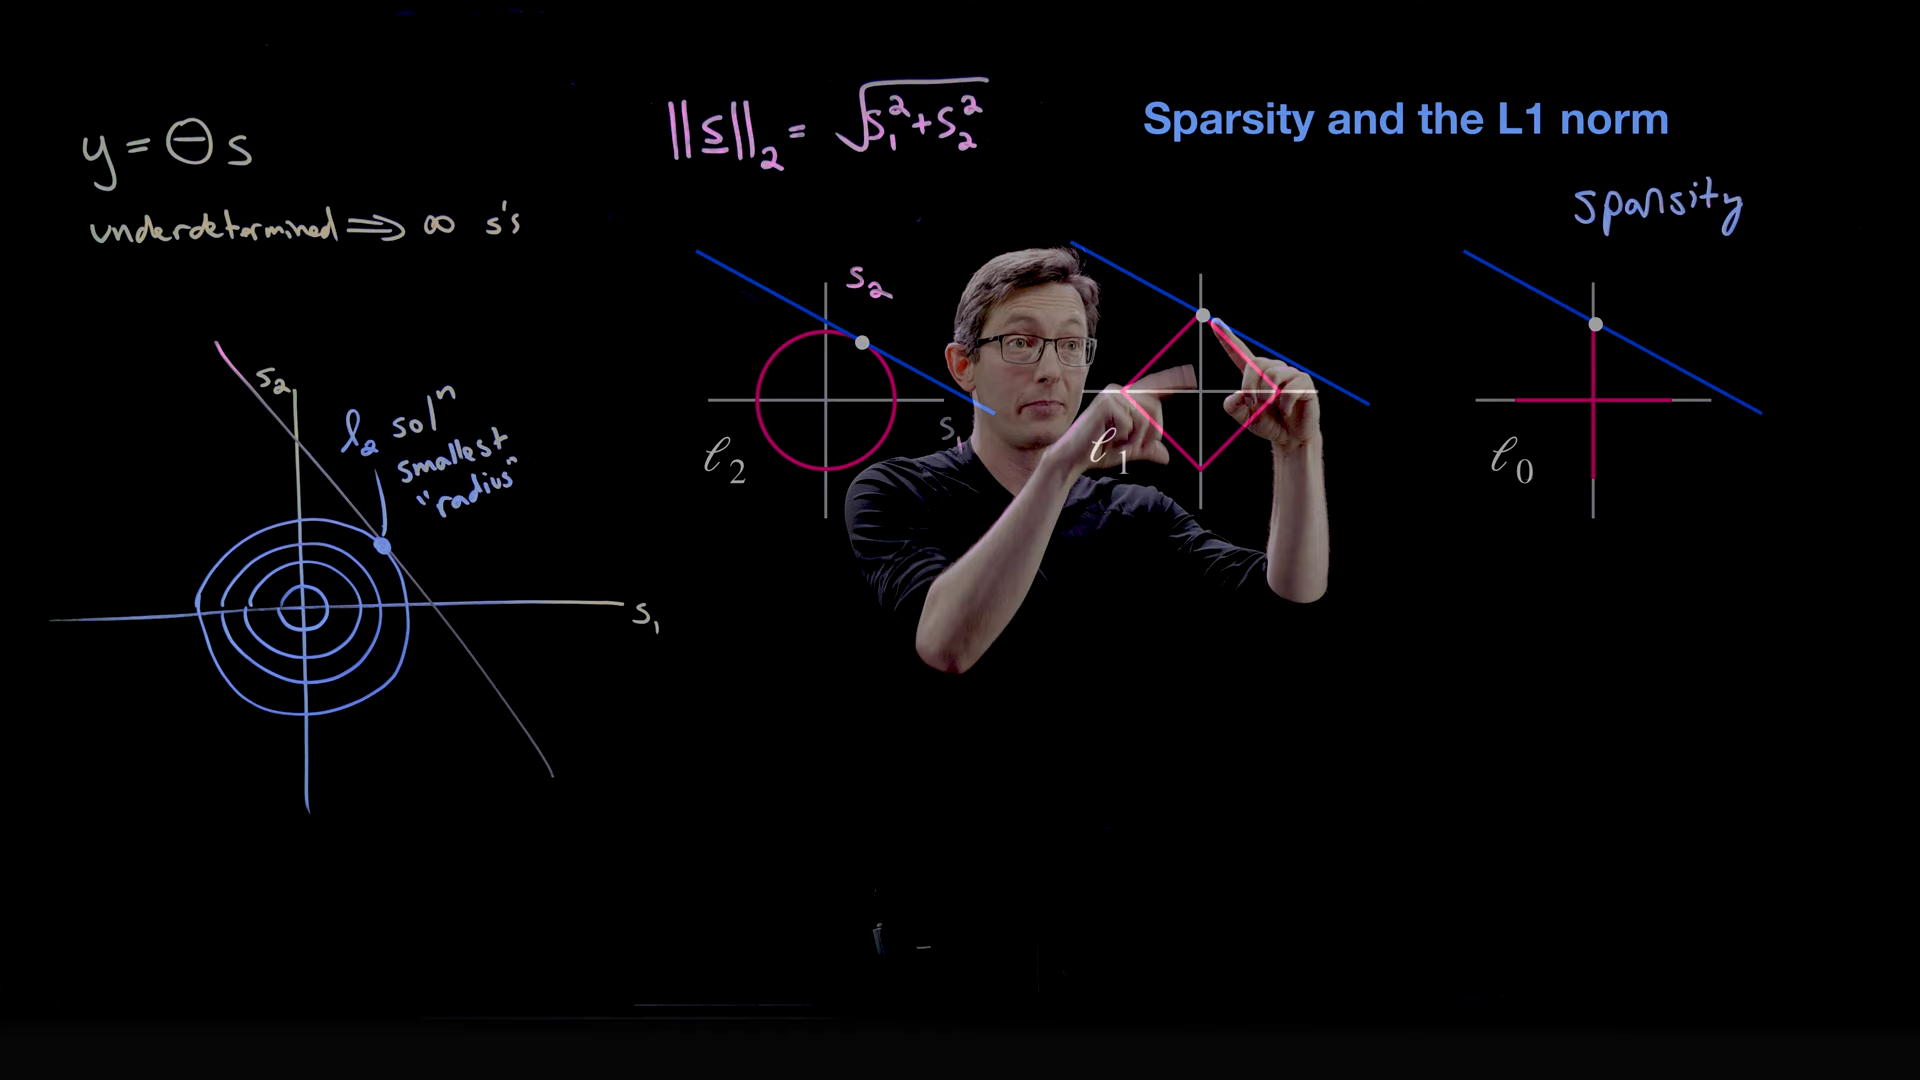 y = Θ s
underdetermined ⟹ ∞ s's
‖s‖₂ = √(s₁² + s₂²)
Sparsity and the L1 norm
sparsity
s₂
s₁
ℓ₂ solⁿ
smallest
"radius"
s₂
s₁
ℓ₂
ℓ₁
ℓ₀